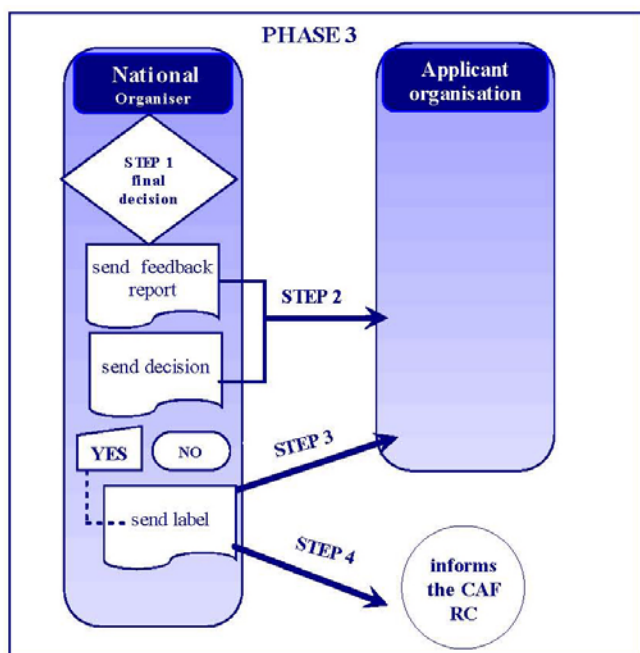 PHASE 3
National
Organiser
Applicant
organisation
STEP 1
final
decision
send feedback
report
STEP 2
send decision
YES
NO
STEP 3
send label
STEP 4
informs
the CAF
RC